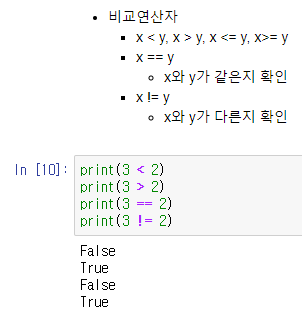 비교연산자
x < y, x > y, x <= y, x>= y
x == y
x와 y가 같은지 확인
x != y
x와 y가 다른지 확인
In [10]: print(3 < 2)
print(3 > 2)
print(3 == 2)
print(3 != 2)
False
True
False
True